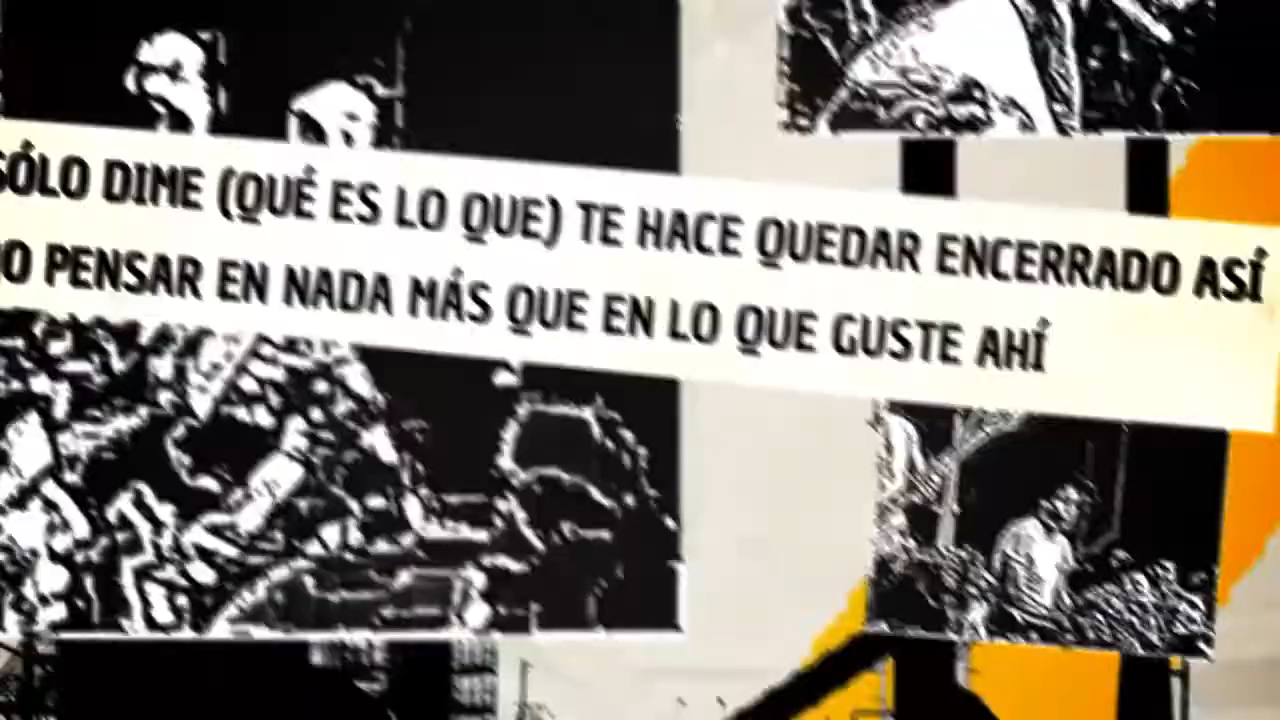 SÓLO DIME (QUÉ ES LO QUE) TE HACE QUEDAR ENCERRADO ASÍ
PENSAR EN NADA MÁS QUE EN LO QUE GUSTE AHÍ